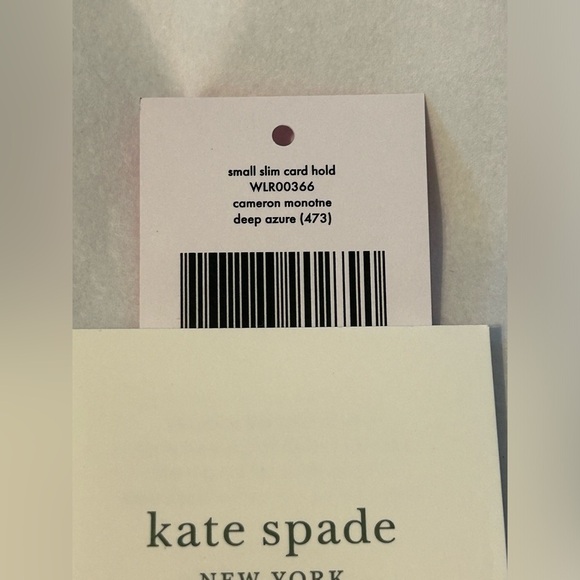 small slim card hold
WLR00366
cameron monotne
deep azure (473)
kate spade
NEW YORK